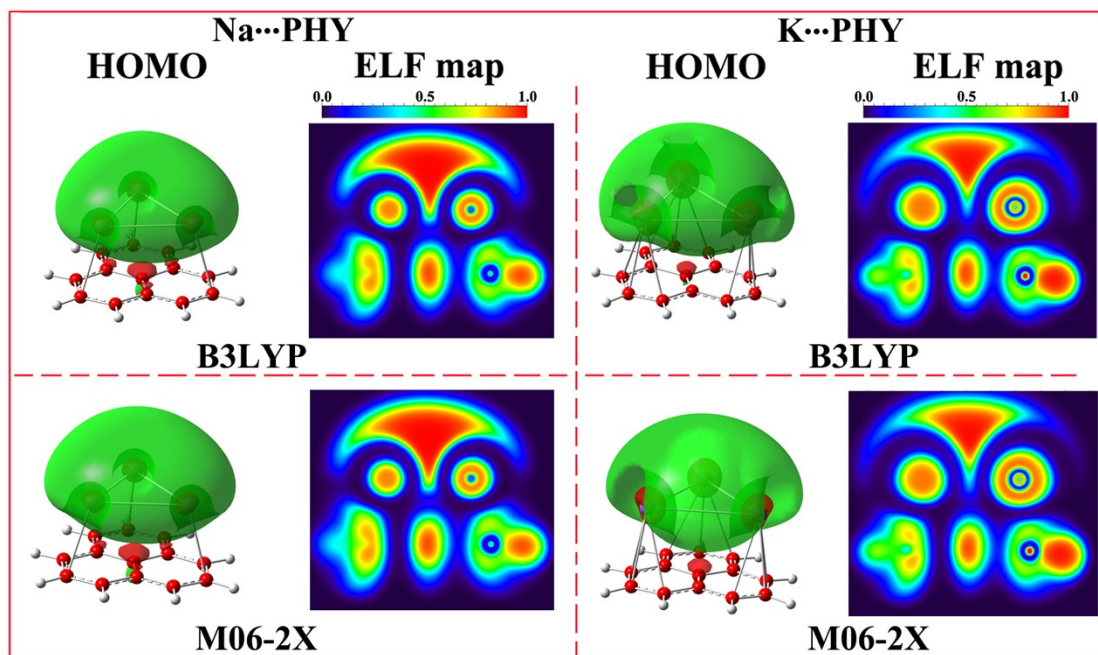 Na···PHY
HOMO ELF map
0.0 0.5 1.0
B3LYP
K···PHY
HOMO ELF map
0.0 0.5 1.0
B3LYP
M06-2X
M06-2X